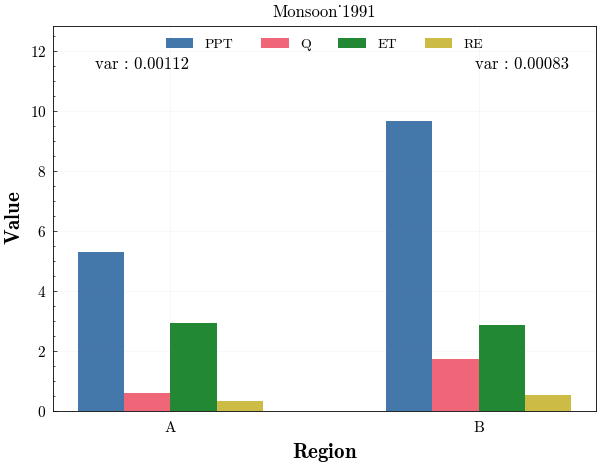 Monsoon˙1991
PPT Q ET RE
var : 0.00112 var : 0.00083
12
10
8
6
4
2
0
Value
A B
Region